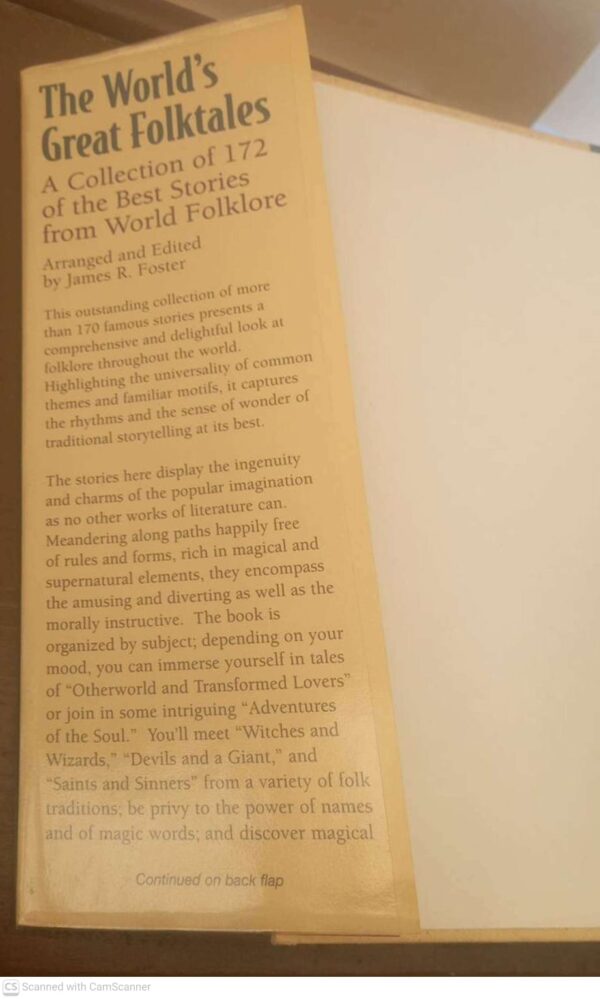 The World's
Great Folktales
A Collection of 172
of the Best Stories
from World Folklore
Arranged and Edited
by James R. Foster
This outstanding collection of more
than 170 famous stories presents a
comprehensive and delightful look at
folklore throughout the world.
Highlighting the universality of common
themes and familiar motifs, it captures
the rhythms and the sense of wonder of
traditional storytelling at its best.
The stories here display the ingenuity
and charms of the popular imagination
as no other works of literature can.
Meandering along paths happily free
of rules and forms, rich in magical and
supernatural elements, they encompass
the amusing and diverting as well as the
morally instructive. The book is
organized by subject; depending on your
mood, you can immerse yourself in tales
of "Otherworld and Transformed Lovers"
or join in some intriguing "Adventures
of the Soul." You'll meet "Witches and
Wizards," "Devils and a Giant," and
"Saints and Sinners" from a variety of folk
traditions; be privy to the power of names
and of magic words; and discover magical
Continued on back flap
CS Scanned with CamScanner